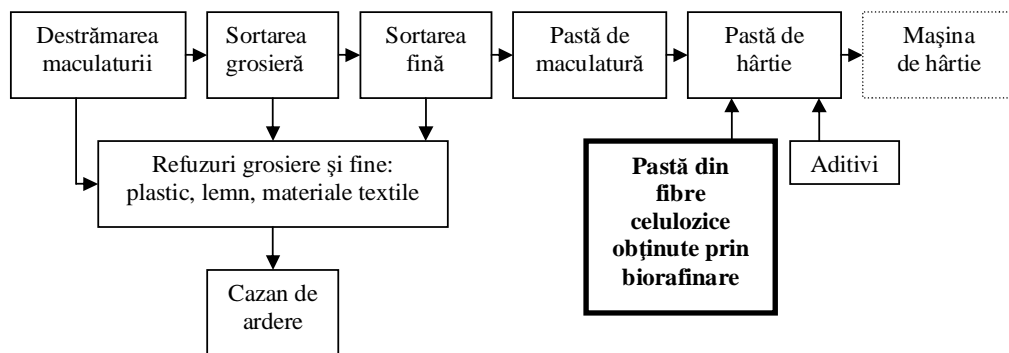 Destrămarea
maculaturii
Sortarea
grosieră
Sortarea
fină
Pastă de
maculatură
Pastă de
hârtie
Maşina
de hârtie
Refuzuri grosiere şi fine:
plastic, lemn, materiale textile
Pastă din
fibre
celulozice
obţinute prin
biorafinare
Aditivi
Cazan de
ardere